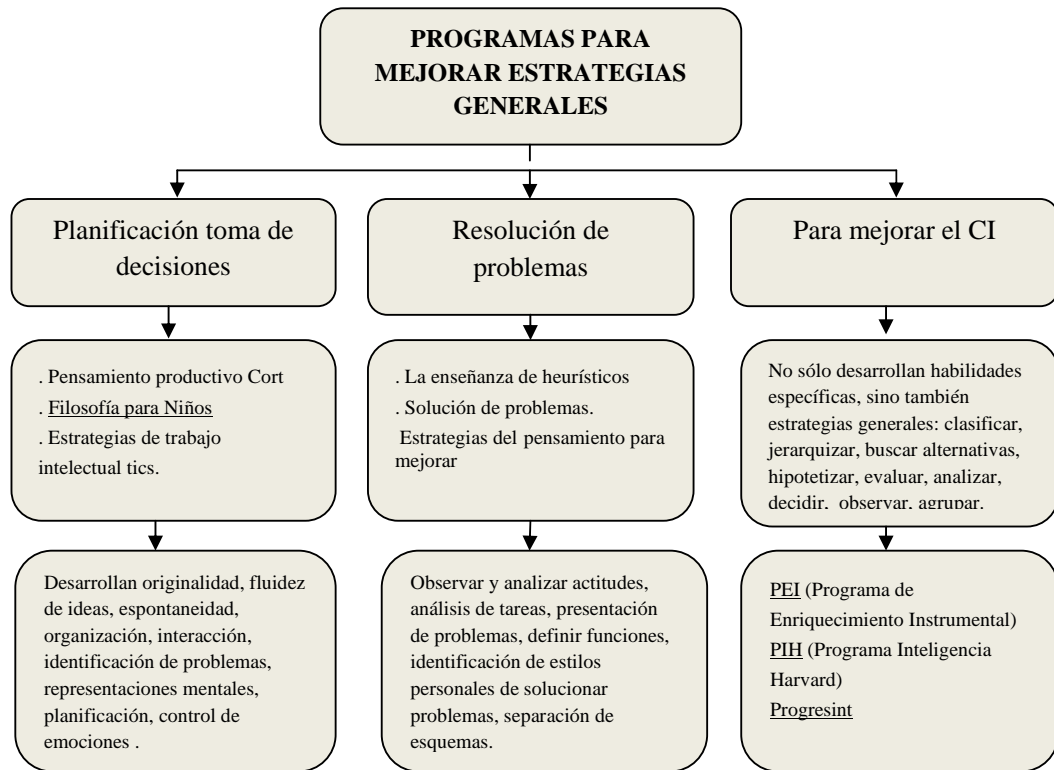 PROGRAMAS PARA
MEJORAR ESTRATEGIAS
GENERALES
Planificación toma de
decisiones
Resolución de
problemas
Para mejorar el CI
. Pensamiento productivo Cort
. Filosofía para Niños
. Estrategias de trabajo
intelectual tics.
. La enseñanza de heurísticos
. Solución de problemas.
Estrategias del pensamiento para
mejorar
No sólo desarrollan habilidades
específicas, sino también
estrategias generales: clasificar,
jerarquizar, buscar alternativas,
hipotetizar, evaluar, analizar,
decidir, observar, agrupar,
Desarrollan originalidad, fluidez
de ideas, espontaneidad,
organización, interacción,
identificación de problemas,
representaciones mentales,
planificación, control de
emociones .
Observar y analizar actitudes,
análisis de tareas, presentación
de problemas, definir funciones,
identificación de estilos
personales de solucionar
problemas, separación de
esquemas.
PEI (Programa de
Enriquecimiento Instrumental)
PIH (Programa Inteligencia
Harvard)
Progresint